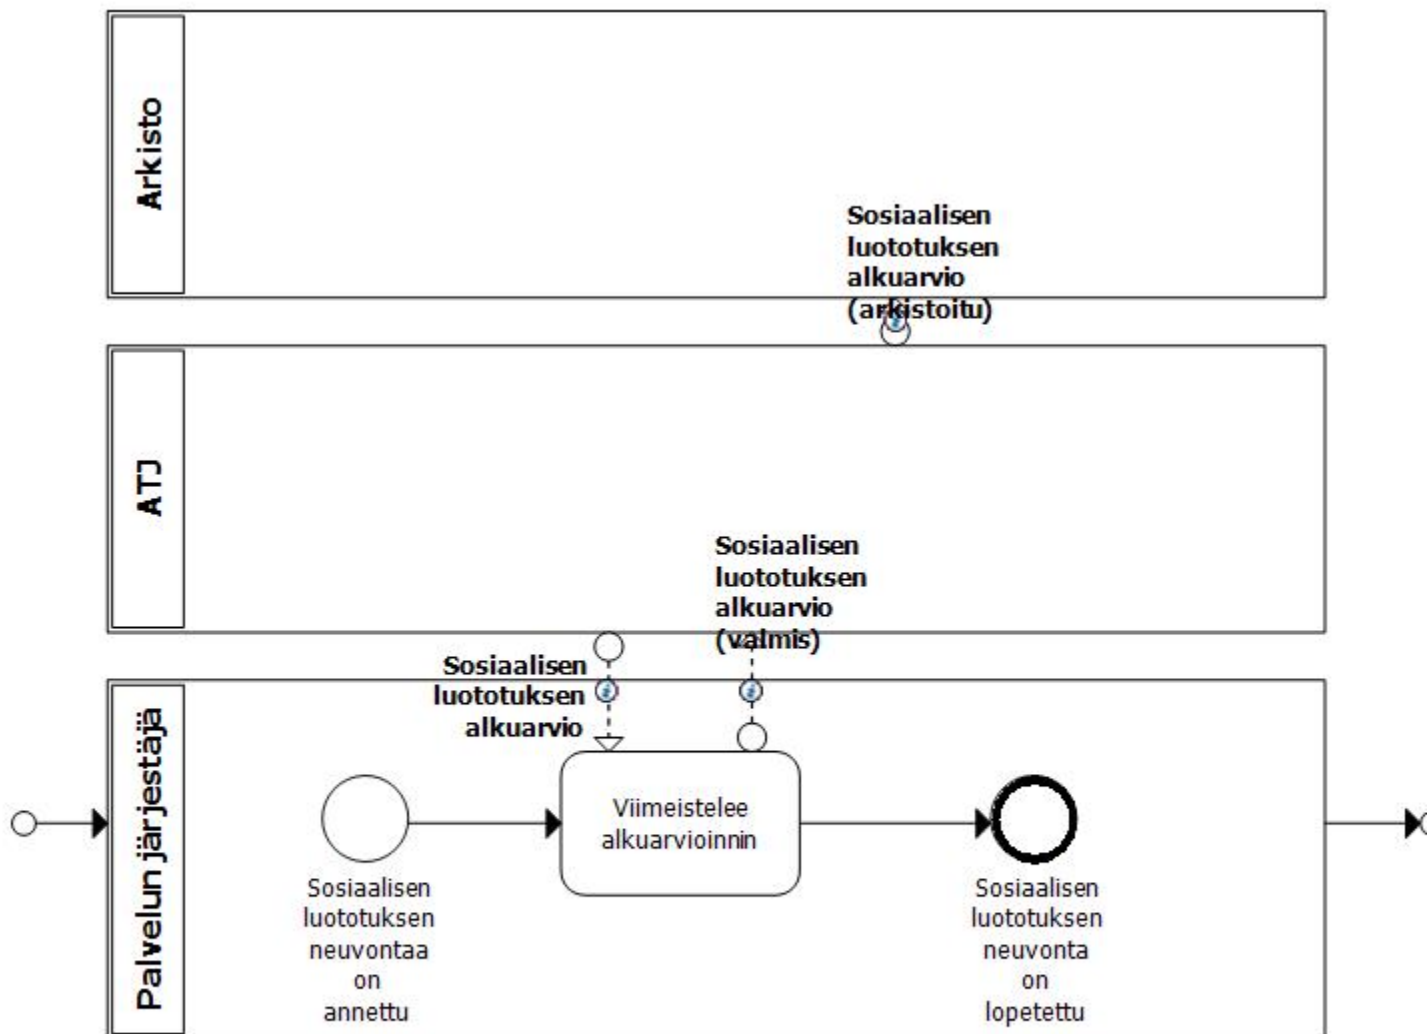 Arkisto
Sosiaalisen
luototuksen
alkuarvio
(arkistoitu)
ATJ
Sosiaalisen
luototuksen
alkuarvio
(valmis)
Sosiaalisen
luototuksen
alkuarvio
Palvelun järjestäjä
Viimeistelee
alkuarvioinnin
Sosiaalisen
luototuksen
neuvontaa
on
annettu
Sosiaalisen
luototuksen
neuvonta
on
lopetettu